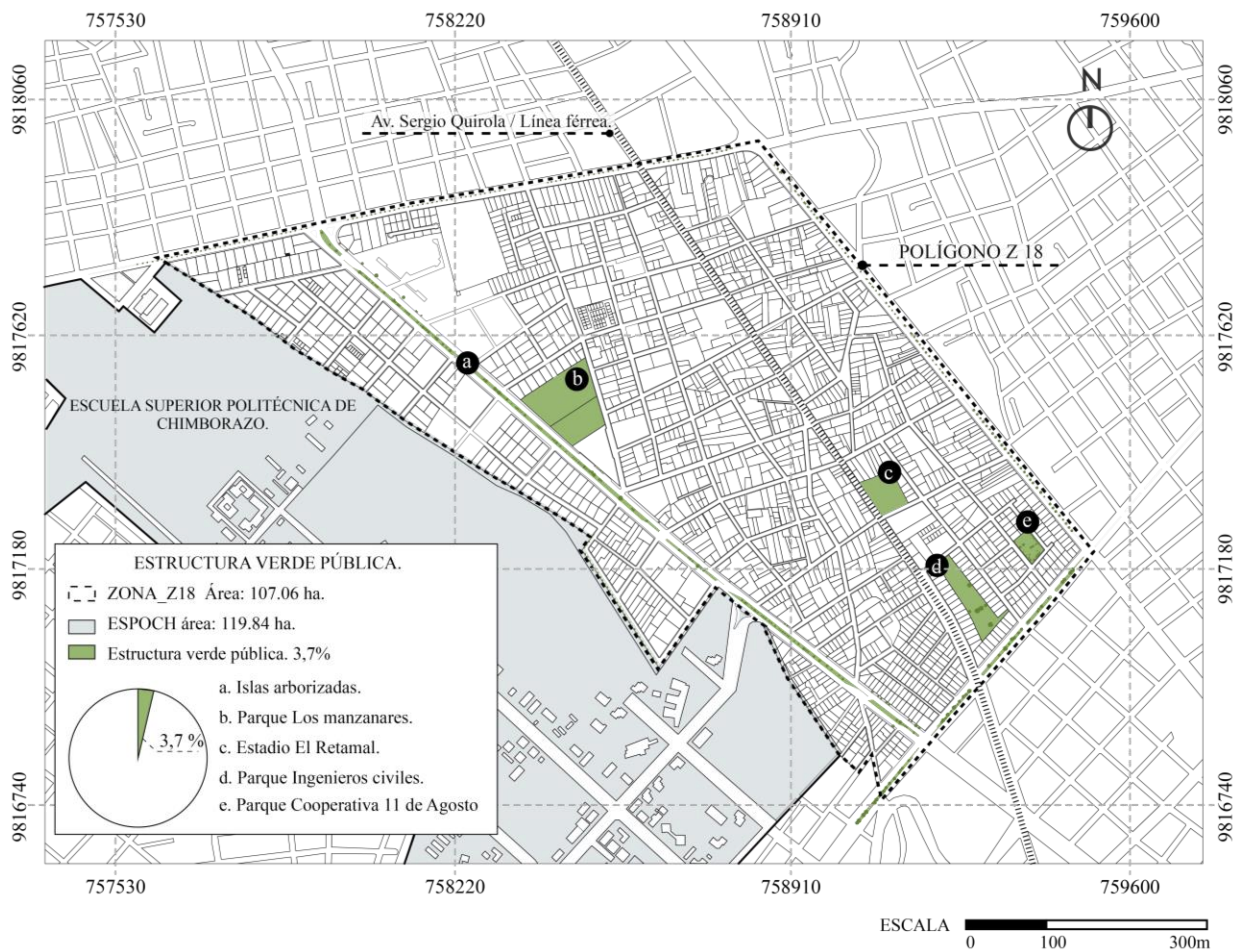 757530 758220 758910 759600
9818060 9818060
N
Av. Sergio Quirola / Línea férrea.
POLÍGONO Z 18
9817620 9817620
a
b
ESCUELA SUPERIOR POLITÉCNICA DE
CHIMBORAZO.
c
e
d
9817180 9817180
ESTRUCTURA VERDE PÚBLICA.
ZONA_Z18 Área: 107.06 ha.
ESPOCH área: 119.84 ha.
Estructura verde pública. 3,7%
3,7 %
a. Islas arborizadas.
b. Parque Los manzanares.
c. Estadio El Retamal.
d. Parque Ingenieros civiles.
e. Parque Cooperativa 11 de Agosto
9816740 9816740
757530 758220 758910 759600
ESCALA
0 100 300m